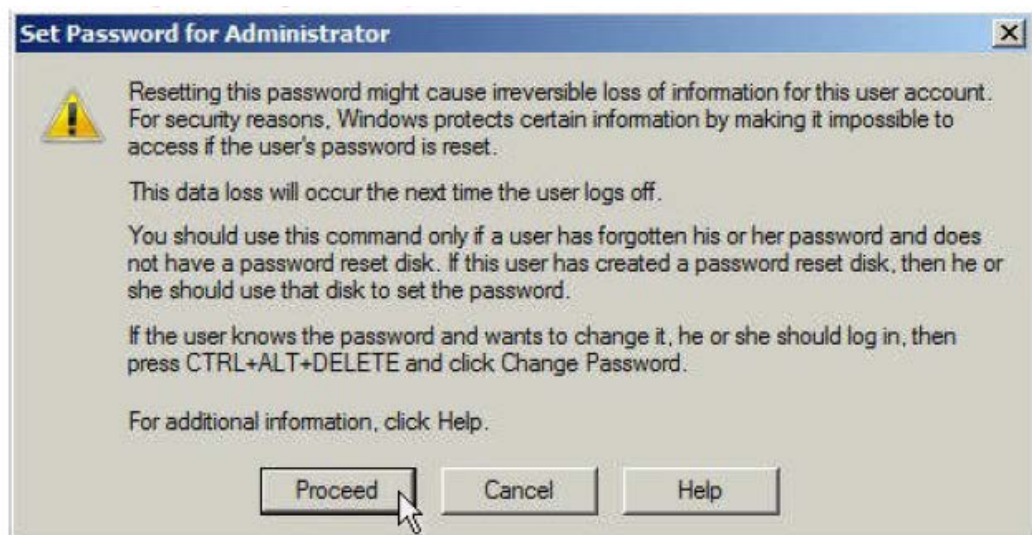 Set Password for Administrator
Resetting this password might cause irreversible loss of information for this user account.
For security reasons, Windows protects certain information by making it impossible to
access if the user's password is reset.
This data loss will occur the next time the user logs off.
You should use this command only if a user has forgotten his or her password and does
not have a password reset disk. If this user has created a password reset disk, then he or
she should use that disk to set the password.
If the user knows the password and wants to change it, he or she should log in, then
press CTRL+ALT+DELETE and click Change Password.
For additional information, click Help.
Proceed Cancel Help